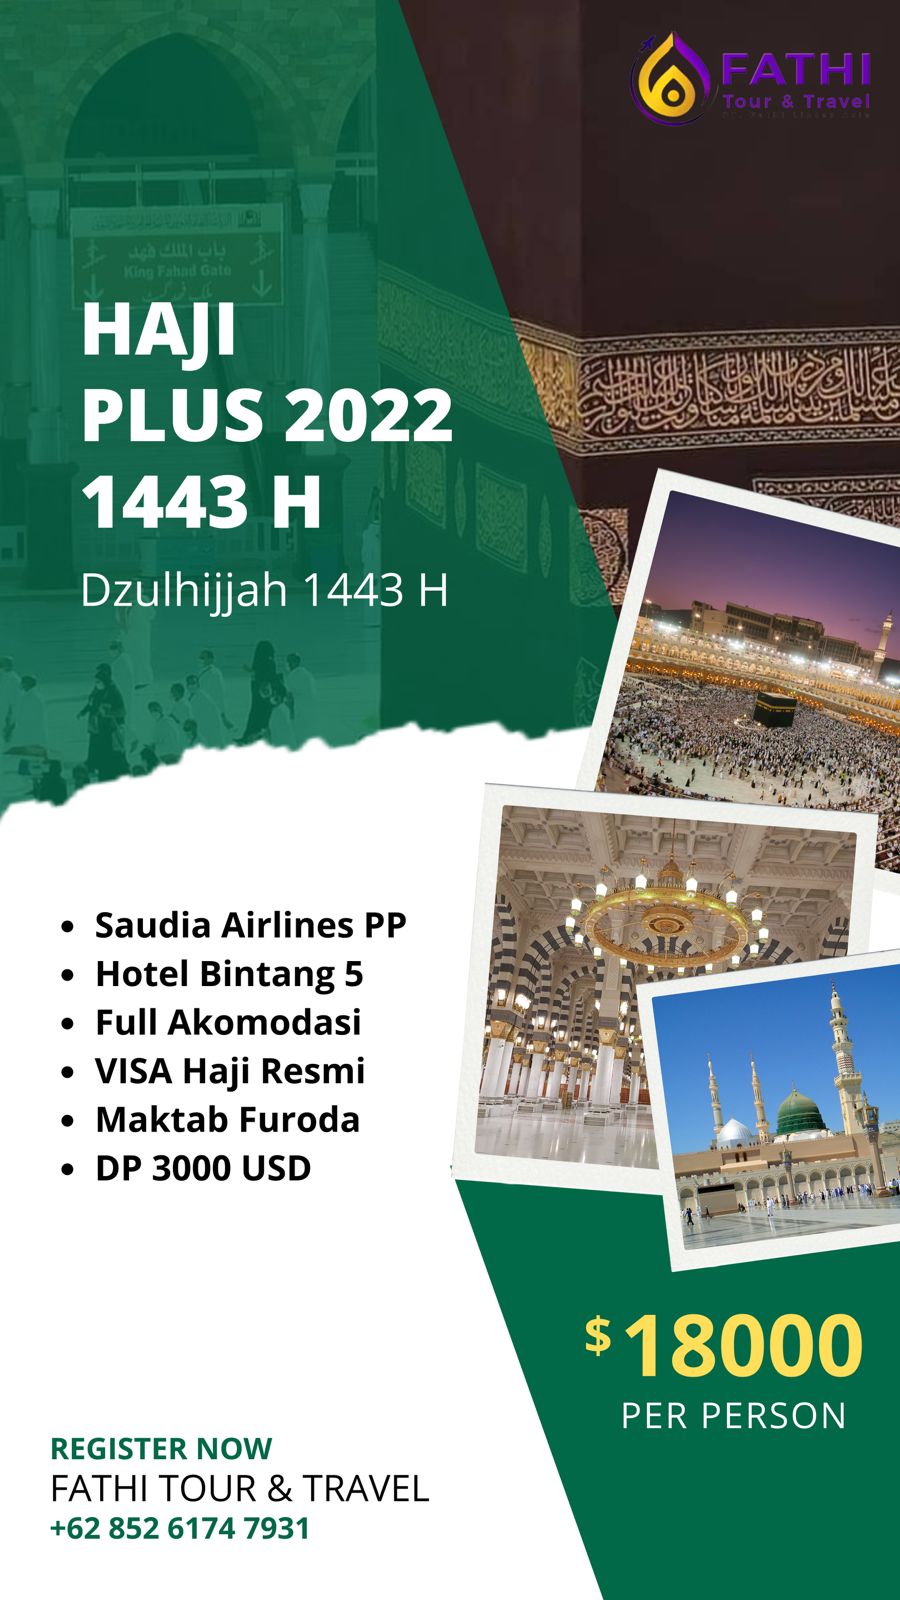 FATHI
Tour & Travel
باب الملك فهد
King Fahad Gate
HAJI
PLUS 2022
1443 H
Dzulhijjah 1443 H
Saudia Airlines PP
Hotel Bintang 5
Full Akomodasi
VISA Haji Resmi
Maktab Furoda
DP 3000 USD
$18000
PER PERSON
REGISTER NOW
FATHI TOUR & TRAVEL
+62 852 6174 7931